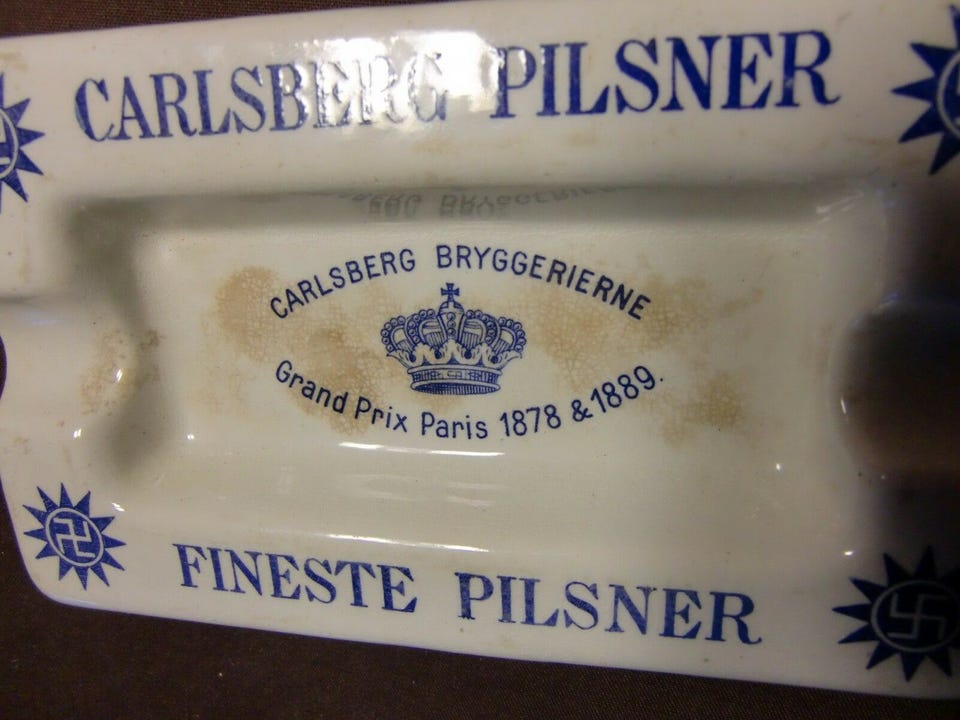 CARLSBERG PILSNER
CARLSBERG BRYGGERIERNE
Grand Prix Paris 1878 & 1889.
FINESTE PILSNER